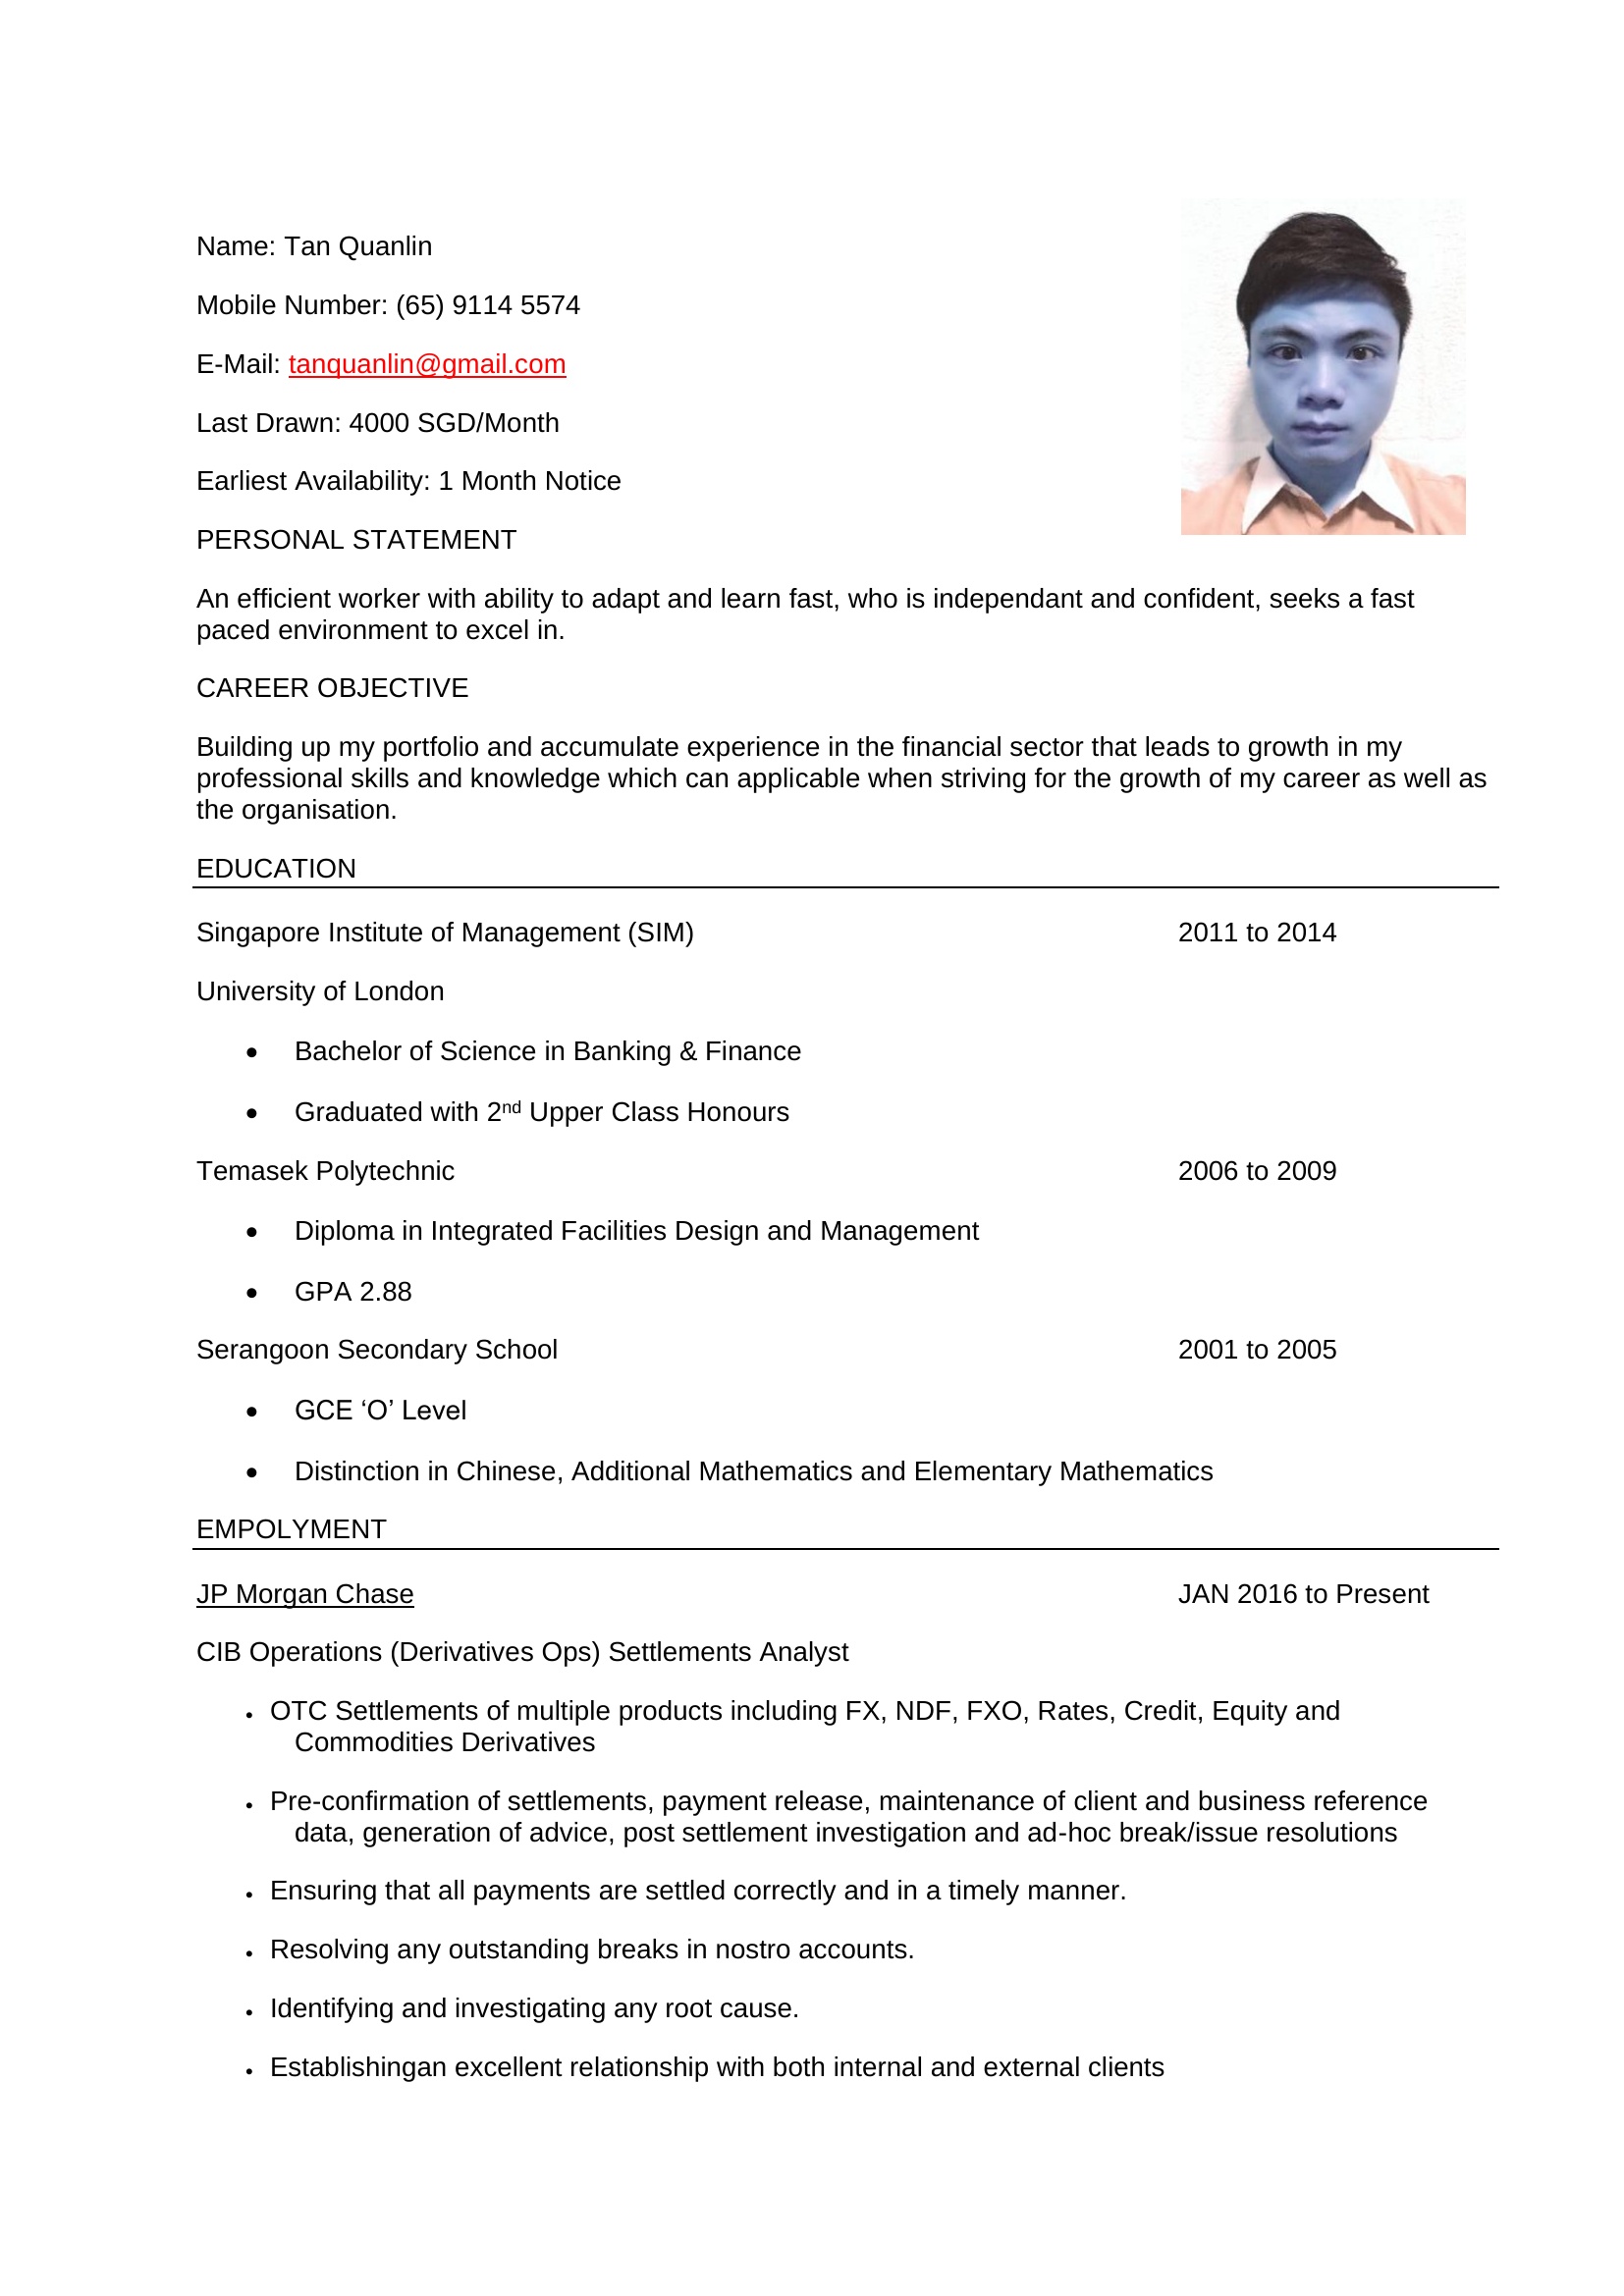 Name: Tan Quanlin
Mobile Number: (65) 9114 5574
E-Mail: tanquanlin@gmail.com
Last Drawn: 4000 SGD/Month
Earliest Availability: 1 Month Notice
PERSONAL STATEMENT
An efficient worker with ability to adapt and learn fast, who is independant and confident, seeks a fast
paced environment to excel in.
CAREER OBJECTIVE
Building up my portfolio and accumulate experience in the financial sector that leads to growth in my
professional skills and knowledge which can applicable when striving for the growth of my career as well as
the organisation.
EDUCATION
Singapore Institute of Management (SIM) 2011 to 2014
University of London
• Bachelor of Science in Banking & Finance
• Graduated with 2nd Upper Class Honours
Temasek Polytechnic 2006 to 2009
• Diploma in Integrated Facilities Design and Management
• GPA 2.88
Serangoon Secondary School 2001 to 2005
• GCE ‘O’ Level
• Distinction in Chinese, Additional Mathematics and Elementary Mathematics
EMPOLYMENT
JP Morgan Chase JAN 2016 to Present
CIB Operations (Derivatives Ops) Settlements Analyst
• OTC Settlements of multiple products including FX, NDF, FXO, Rates, Credit, Equity and
Commodities Derivatives
• Pre-confirmation of settlements, payment release, maintenance of client and business reference
data, generation of advice, post settlement investigation and ad-hoc break/issue resolutions
• Ensuring that all payments are settled correctly and in a timely manner.
• Resolving any outstanding breaks in nostro accounts.
• Identifying and investigating any root cause.
• Establishingan excellent relationship with both internal and external clients